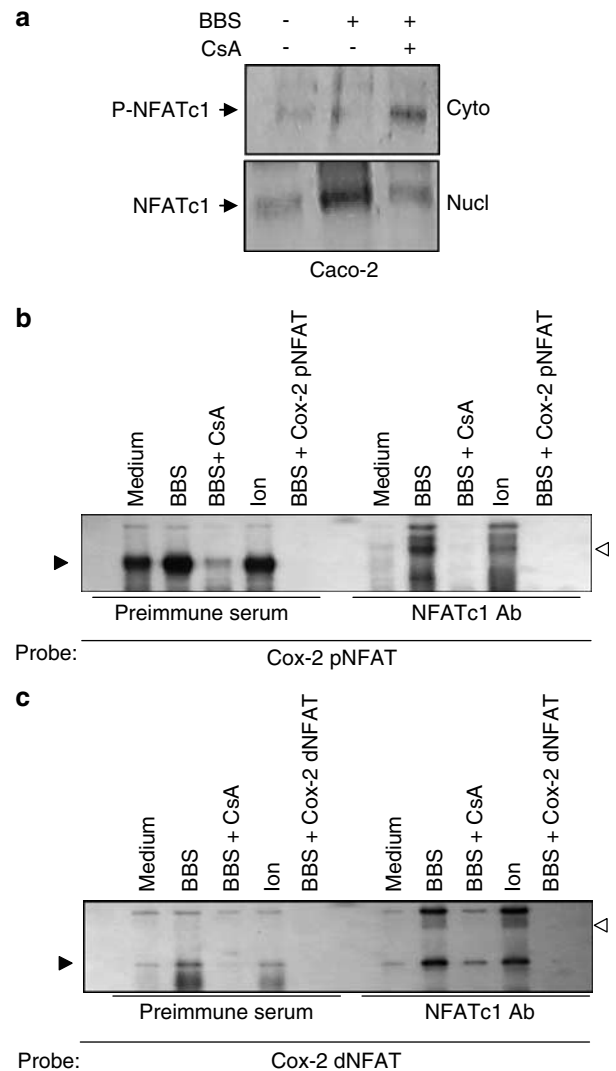 a
BBS - + +
CsA - - +
P-NFATc1 Cyto
NFATc1 Nucl
Caco-2
b
Medium
BBS
BBS+ CsA
Ion
BBS + Cox-2 pNFAT
Medium
BBS
BBS + CsA
Ion
BBS + Cox-2 pNFAT
Preimmune serum NFATc1 Ab
Probe: Cox-2 pNFAT
c
Medium
BBS
BBS + CsA
Ion
BBS + Cox-2 dNFAT
Medium
BBS
BBS + CsA
Ion
BBS + Cox-2 dNFAT
Preimmune serum NFATc1 Ab
Probe: Cox-2 dNFAT